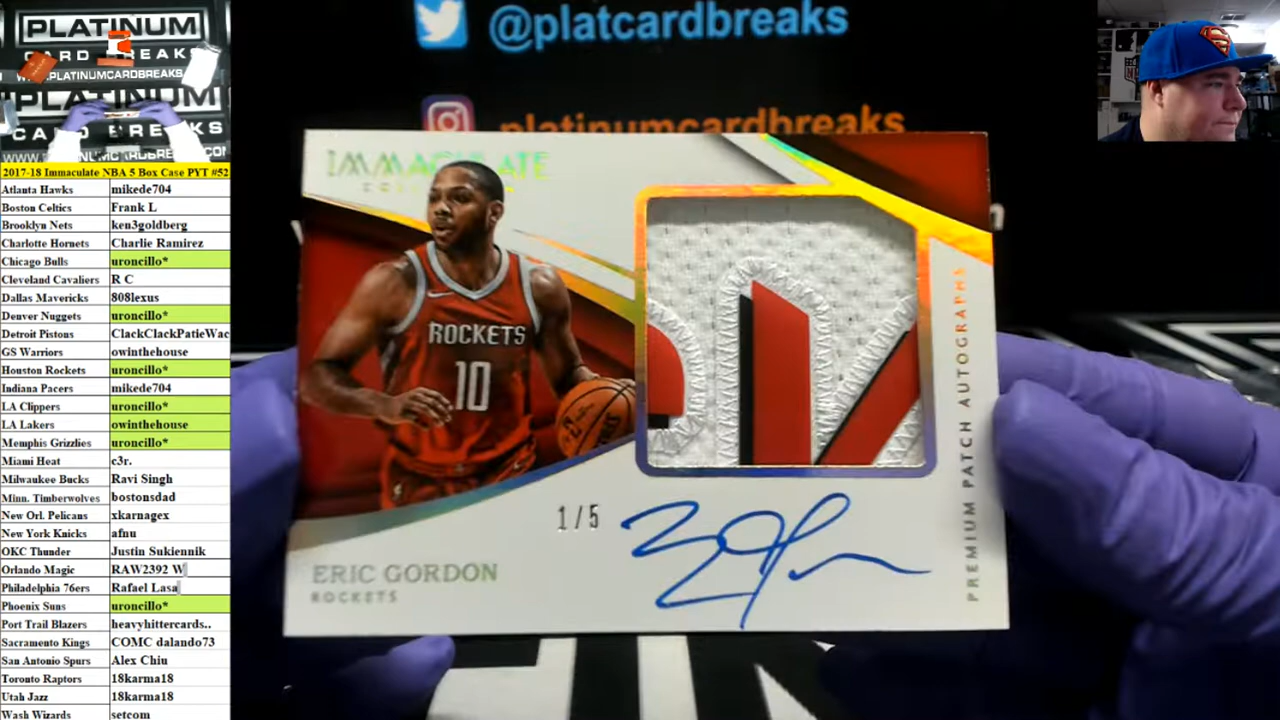 PLATINUM
CARD BREAKS
WWW.PLATINUMCARDBREAKS
PLATINUM
CARD BREAKS
2017-18 Immaculate NBA 5 Box Case PYT #52
Atlanta Hawks mikede704
Boston Celtics Frank L
Brooklyn Nets ken3goldberg
Charlotte Hornets Charlie Ramirez
Chicago Bulls uroncillo*
Cleveland Cavaliers R C
Dallas Mavericks 808lexus
Denver Nuggets uroncillo*
Detroit Pistons ClackClackPatieWac
GS Warriors owinthehouse
Houston Rockets uroncillo*
Indiana Pacers mikede704
LA Clippers uroncillo*
LA Lakers owinthehouse
Memphis Grizzlies uroncillo*
Miami Heat c3r.
Milwaukee Bucks Ravi Singh
Minn. Timberwolves bostonsdad
New Orl. Pelicans xkarnagex
New York Knicks afnu
OKC Thunder Justin Sukiennik
Orlando Magic RAW2392 W
Philadelphia 76ers Rafael Lasa
Phoenix Suns uroncillo*
Port Trail Blazers heavyhittercards..
Sacramento Kings COMC dalando73
San Antonio Spurs Alex Chiu
Toronto Raptors 18karma18
Utah Jazz 18karma18
Wash Wizards setcom
@platcardbreaks
platinumcardbreaks
IMMACULATE
ROCKETS
10
1/5
ERIC GORDON
ROCKETS
PREMIUM PATCH AUTOGRAPHS